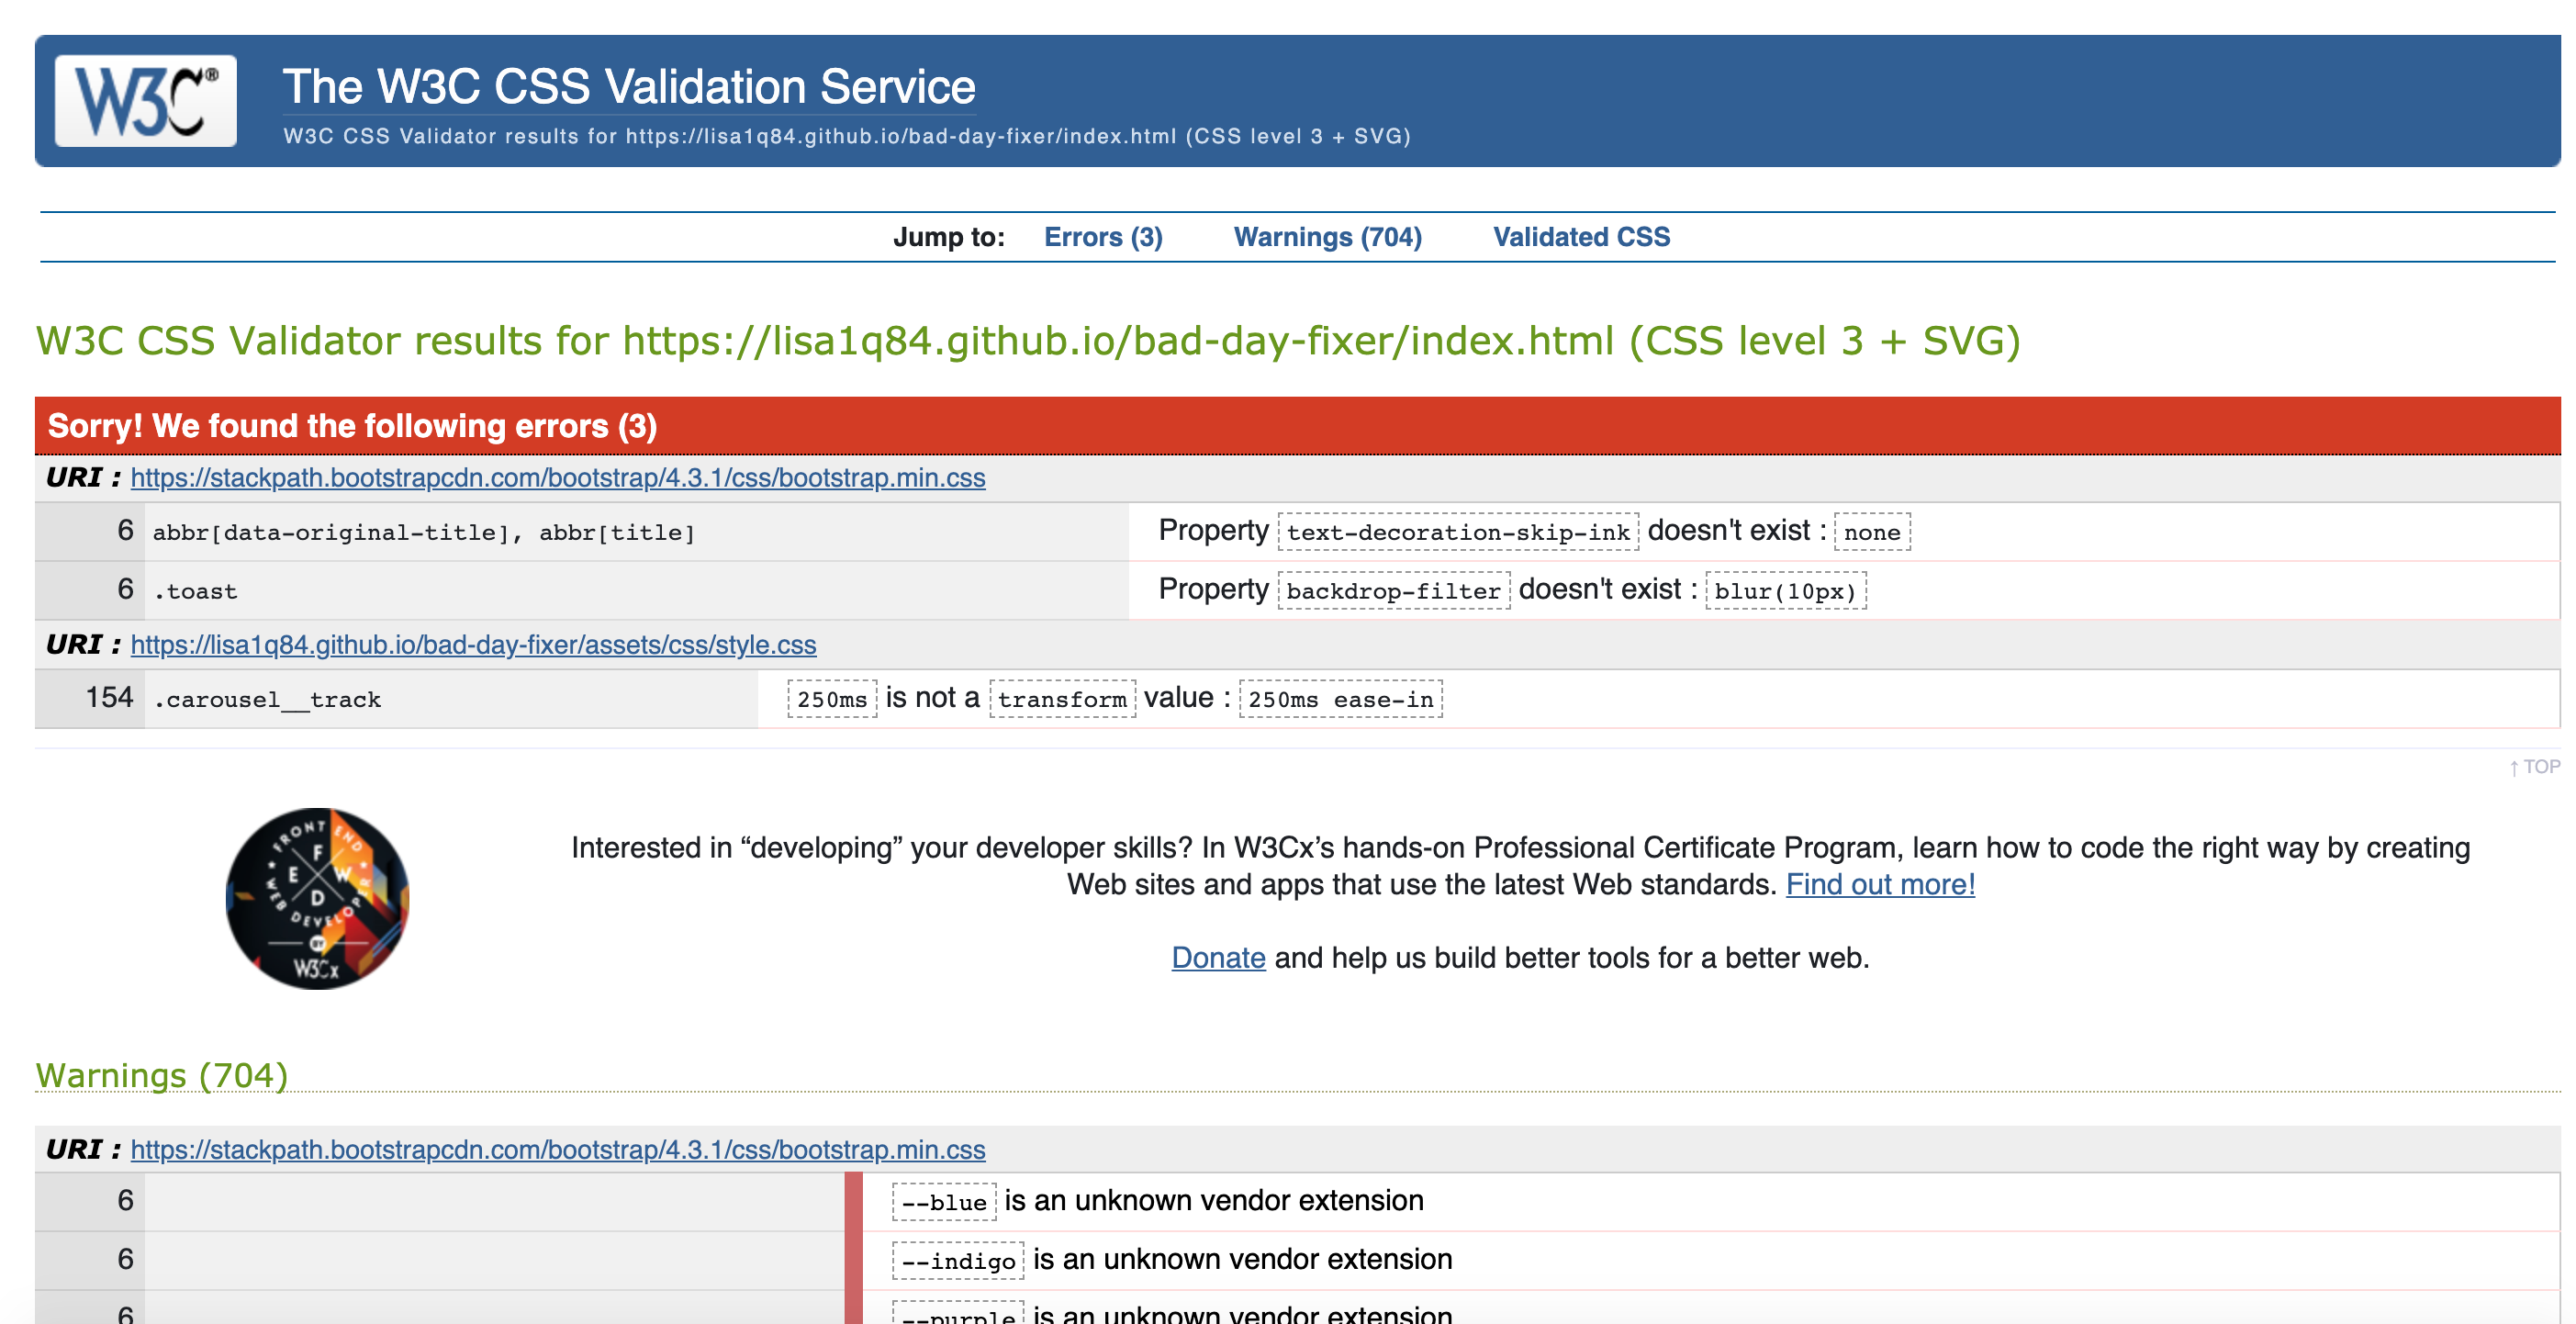 W3C®
The W3C CSS Validation Service
W3C CSS Validator results for https://lisa1q84.github.io/bad-day-fixer/index.html (CSS level 3 + SVG)
Jump to: Errors (3) Warnings (704) Validated CSS
W3C CSS Validator results for https://lisa1q84.github.io/bad-day-fixer/index.html (CSS level 3 + SVG)
Sorry! We found the following errors (3)
URI : https://stackpath.bootstrapcdn.com/bootstrap/4.3.1/css/bootstrap.min.css
6 abbr[data-original-title], abbr[title] Property text-decoration-skip-ink doesn't exist : none
6 .toast Property backdrop-filter doesn't exist : blur(10px)
URI : https://lisa1q84.github.io/bad-day-fixer/assets/css/style.css
154 .carousel__track 250ms is not a transform value : 250ms ease-in
↑ TOP
FRONT END WEB DEVELOPER
F E W D
BY
W3Cx
Interested in “developing” your developer skills? In W3Cx’s hands-on Professional Certificate Program, learn how to code the right way by creating
Web sites and apps that use the latest Web standards. Find out more!
Donate and help us build better tools for a better web.
Warnings (704)
URI : https://stackpath.bootstrapcdn.com/bootstrap/4.3.1/css/bootstrap.min.css
6 --blue is an unknown vendor extension
6 --indigo is an unknown vendor extension
6 --purple is an unknown vendor extension